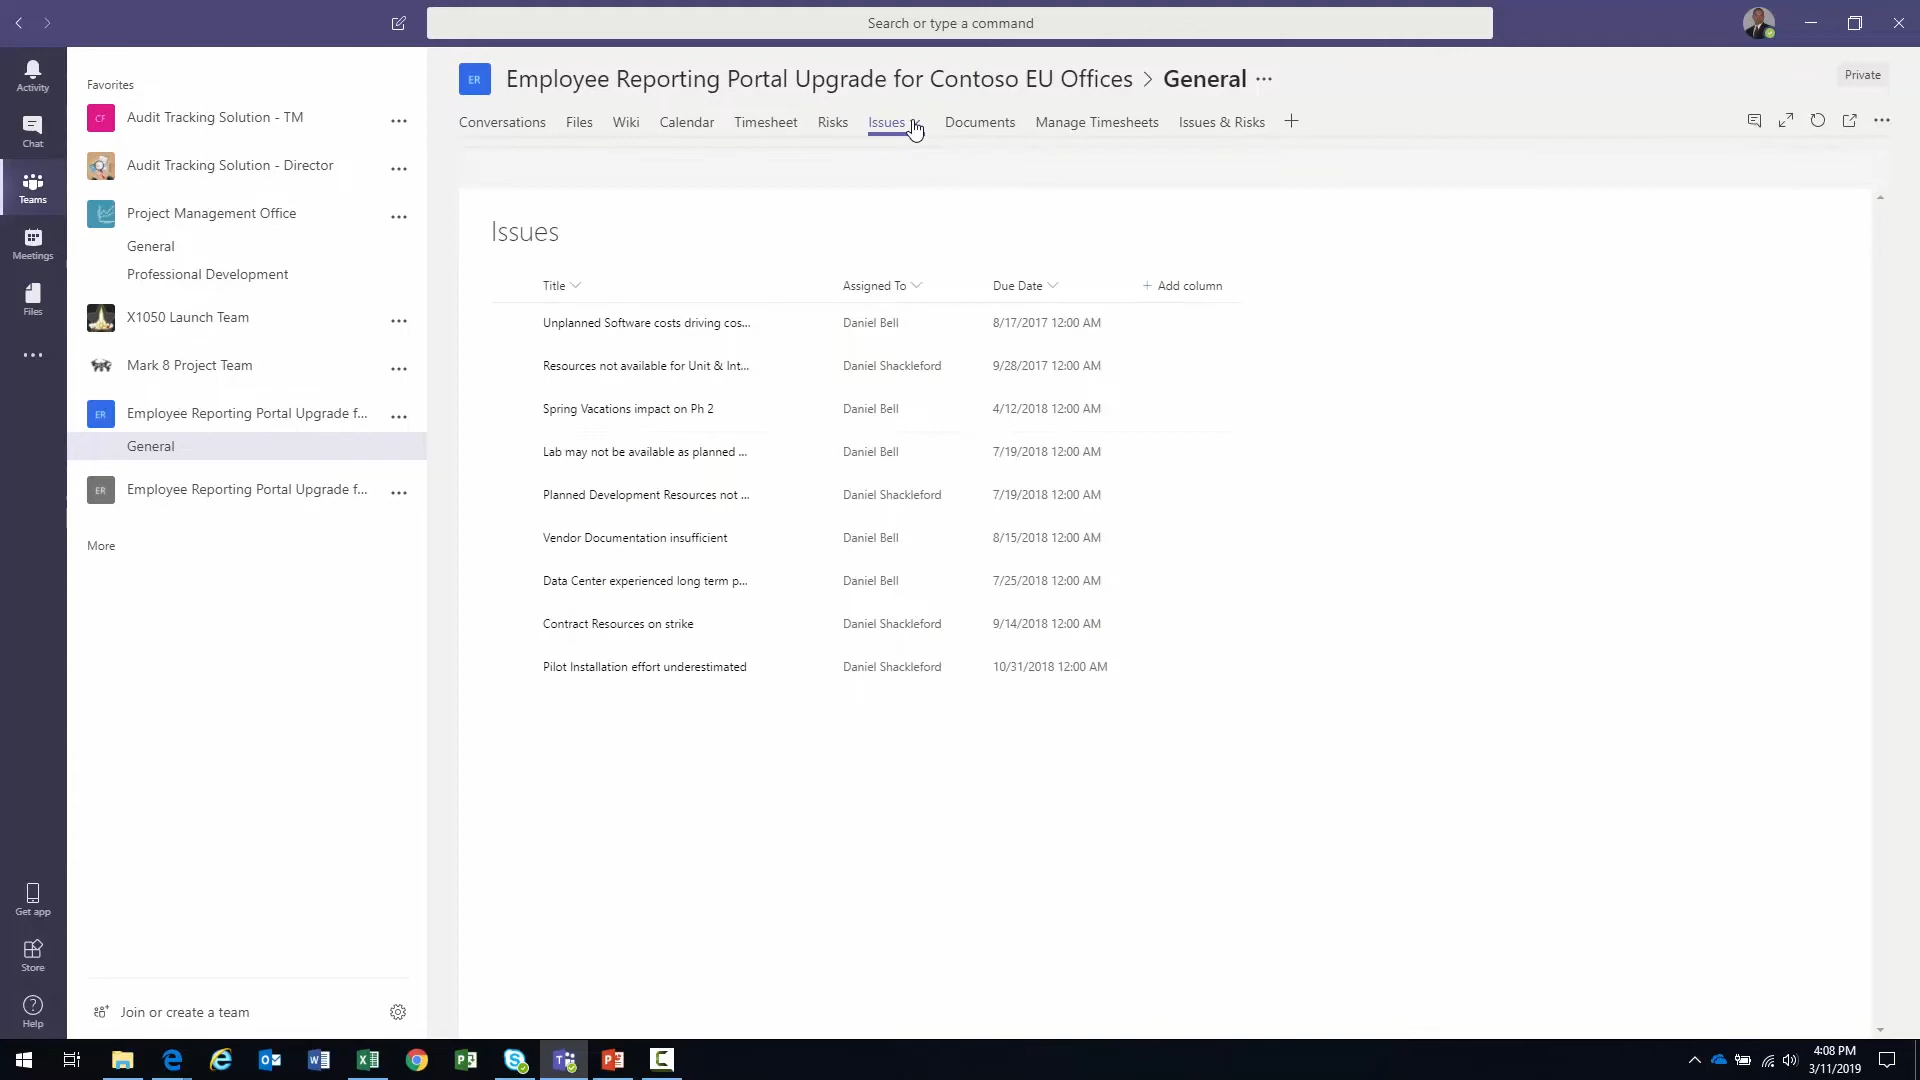 Search or type a command
Activity
Chat
Teams
Meetings
Files
Get app
Store
Help
Favorites
CF Audit Tracking Solution - TM
Audit Tracking Solution - Director
Project Management Office
General
Professional Development
X1050 Launch Team
Mark 8 Project Team
ER Employee Reporting Portal Upgrade f...
General
ER Employee Reporting Portal Upgrade f...
More
Join or create a team
ER Employee Reporting Portal Upgrade for Contoso EU Offices > General ...
Private
Conversations Files Wiki Calendar Timesheet Risks Issues Documents Manage Timesheets Issues & Risks +
Issues
Title Assigned To Due Date + Add column
Unplanned Software costs driving cos... Daniel Bell 8/17/2017 12:00 AM
Resources not available for Unit & Int... Daniel Shackleford 9/28/2017 12:00 AM
Spring Vacations impact on Ph 2 Daniel Bell 4/12/2018 12:00 AM
Lab may not be available as planned ... Daniel Bell 7/19/2018 12:00 AM
Planned Development Resources not ... Daniel Shackleford 7/19/2018 12:00 AM
Vendor Documentation insufficient Daniel Bell 8/15/2018 12:00 AM
Data Center experienced long term p... Daniel Bell 7/25/2018 12:00 AM
Contract Resources on strike Daniel Shackleford 9/14/2018 12:00 AM
Pilot Installation effort underestimated Daniel Shackleford 10/31/2018 12:00 AM
4:08 PM
3/11/2019